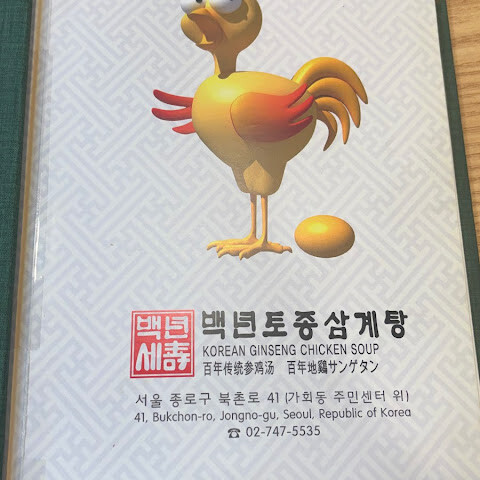 백년
세壽
백년토종삼계탕
KOREAN GINSENG CHICKEN SOUP
百年传统参鸡汤 百年地鷄サンゲタン
서울 종로구 북촌로 41 (가회동 주민센터 위)
41, Bukchon-ro, Jongno-gu, Seoul, Republic of Korea
☎ 02-747-5535